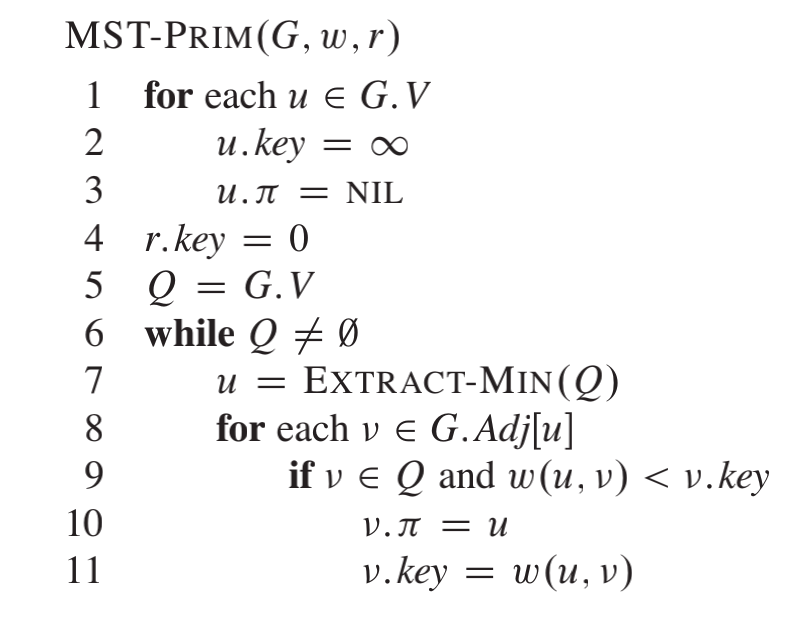 MST-PRIM(G, w, r)
1 for each u ∈ G.V
2 u.key = ∞
3 u.π = NIL
4 r.key = 0
5 Q = G.V
6 while Q ≠ ∅
7 u = EXTRACT-MIN(Q)
8 for each v ∈ G.Adj[u]
9 if v ∈ Q and w(u, v) < v.key
10 v.π = u
11 v.key = w(u, v)